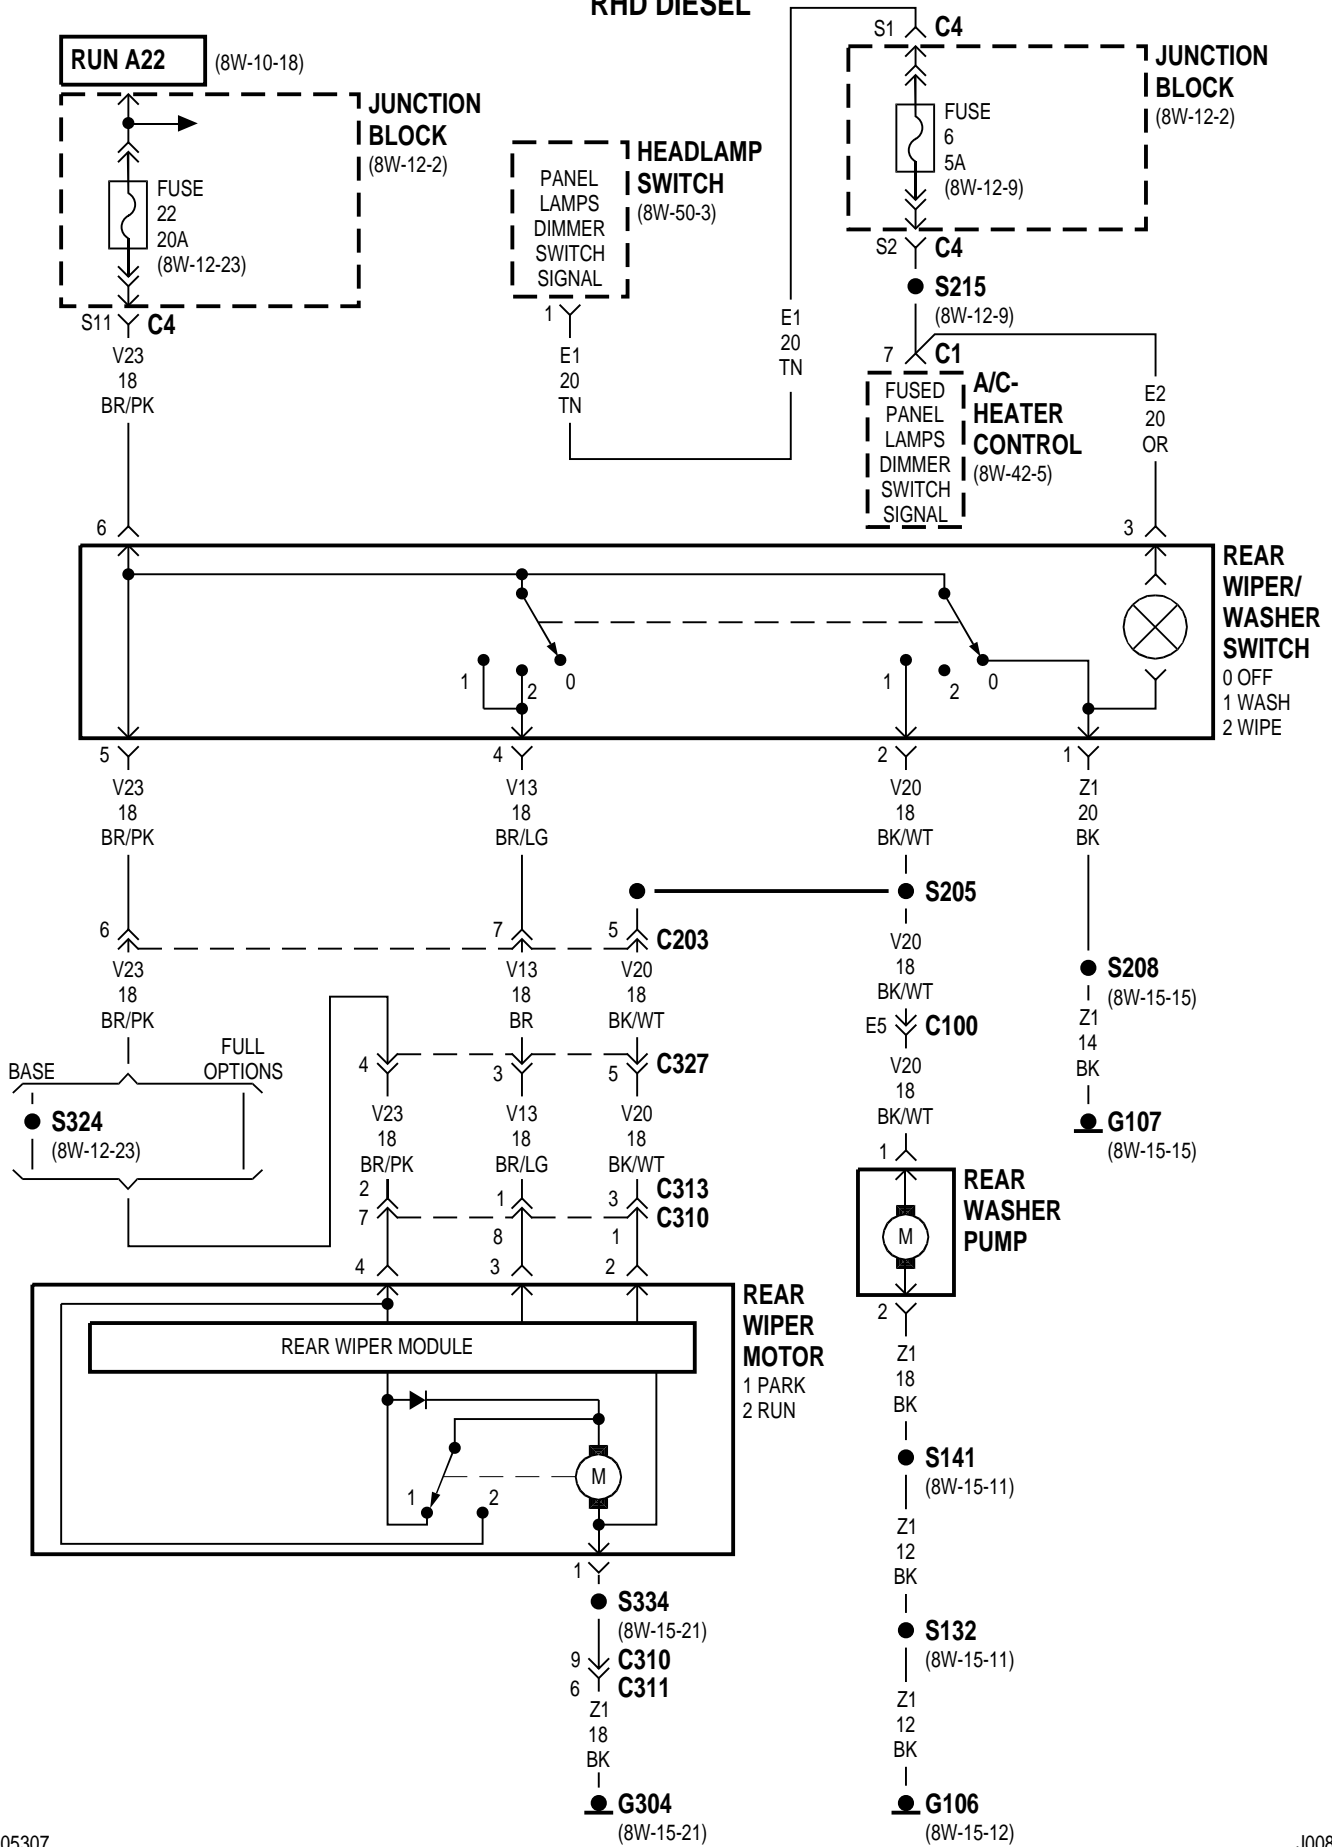 RHD DIESEL
RUN A22
(8W-10-18)
JUNCTION
BLOCK
(8W-12-2)
FUSE
22
20A
(8W-12-23)
S11
C4
V23
18
BR/PK
PANEL
LAMPS
DIMMER
SWITCH
SIGNAL
HEADLAMP
SWITCH
(8W-50-3)
1
E1
20
TN
E1
20
TN
S1
C4
JUNCTION
BLOCK
(8W-12-2)
FUSE
6
5A
(8W-12-9)
S2
C4
S215
(8W-12-9)
7
C1
FUSED
PANEL
LAMPS
DIMMER
SWITCH
SIGNAL
A/C-
HEATER
CONTROL
(8W-42-5)
E2
20
OR
6
3
REAR
WIPER/
WASHER
SWITCH
0 OFF
1 WASH
2 WIPE
1
2
0
1
2
0
5
4
2
1
V23
18
BR/PK
V13
18
BR/LG
V20
18
BK/WT
Z1
20
BK
S205
6
7
5
C203
V23
18
BR/PK
V13
18
BR
V20
18
BK/WT
V20
18
BK/WT
S208
(8W-15-15)
E5
C100
Z1
14
BK
G107
(8W-15-15)
BASE
FULL
OPTIONS
S324
(8W-12-23)
4
3
5
C327
V23
18
BR/PK
V13
18
BR/LG
V20
18
BK/WT
V20
18
BK/WT
2
1
3
C313
7
8
1
C310
4
3
2
1
REAR
WASHER
PUMP
M
2
REAR
WIPER
MOTOR
1 PARK
2 RUN
REAR WIPER MODULE
1
2
M
1
S334
(8W-15-21)
9
C310
6
C311
Z1
18
BK
G304
(8W-15-21)
Z1
18
BK
S141
(8W-15-11)
Z1
12
BK
S132
(8W-15-11)
Z1
12
BK
G106
(8W-15-12)
05307
J008